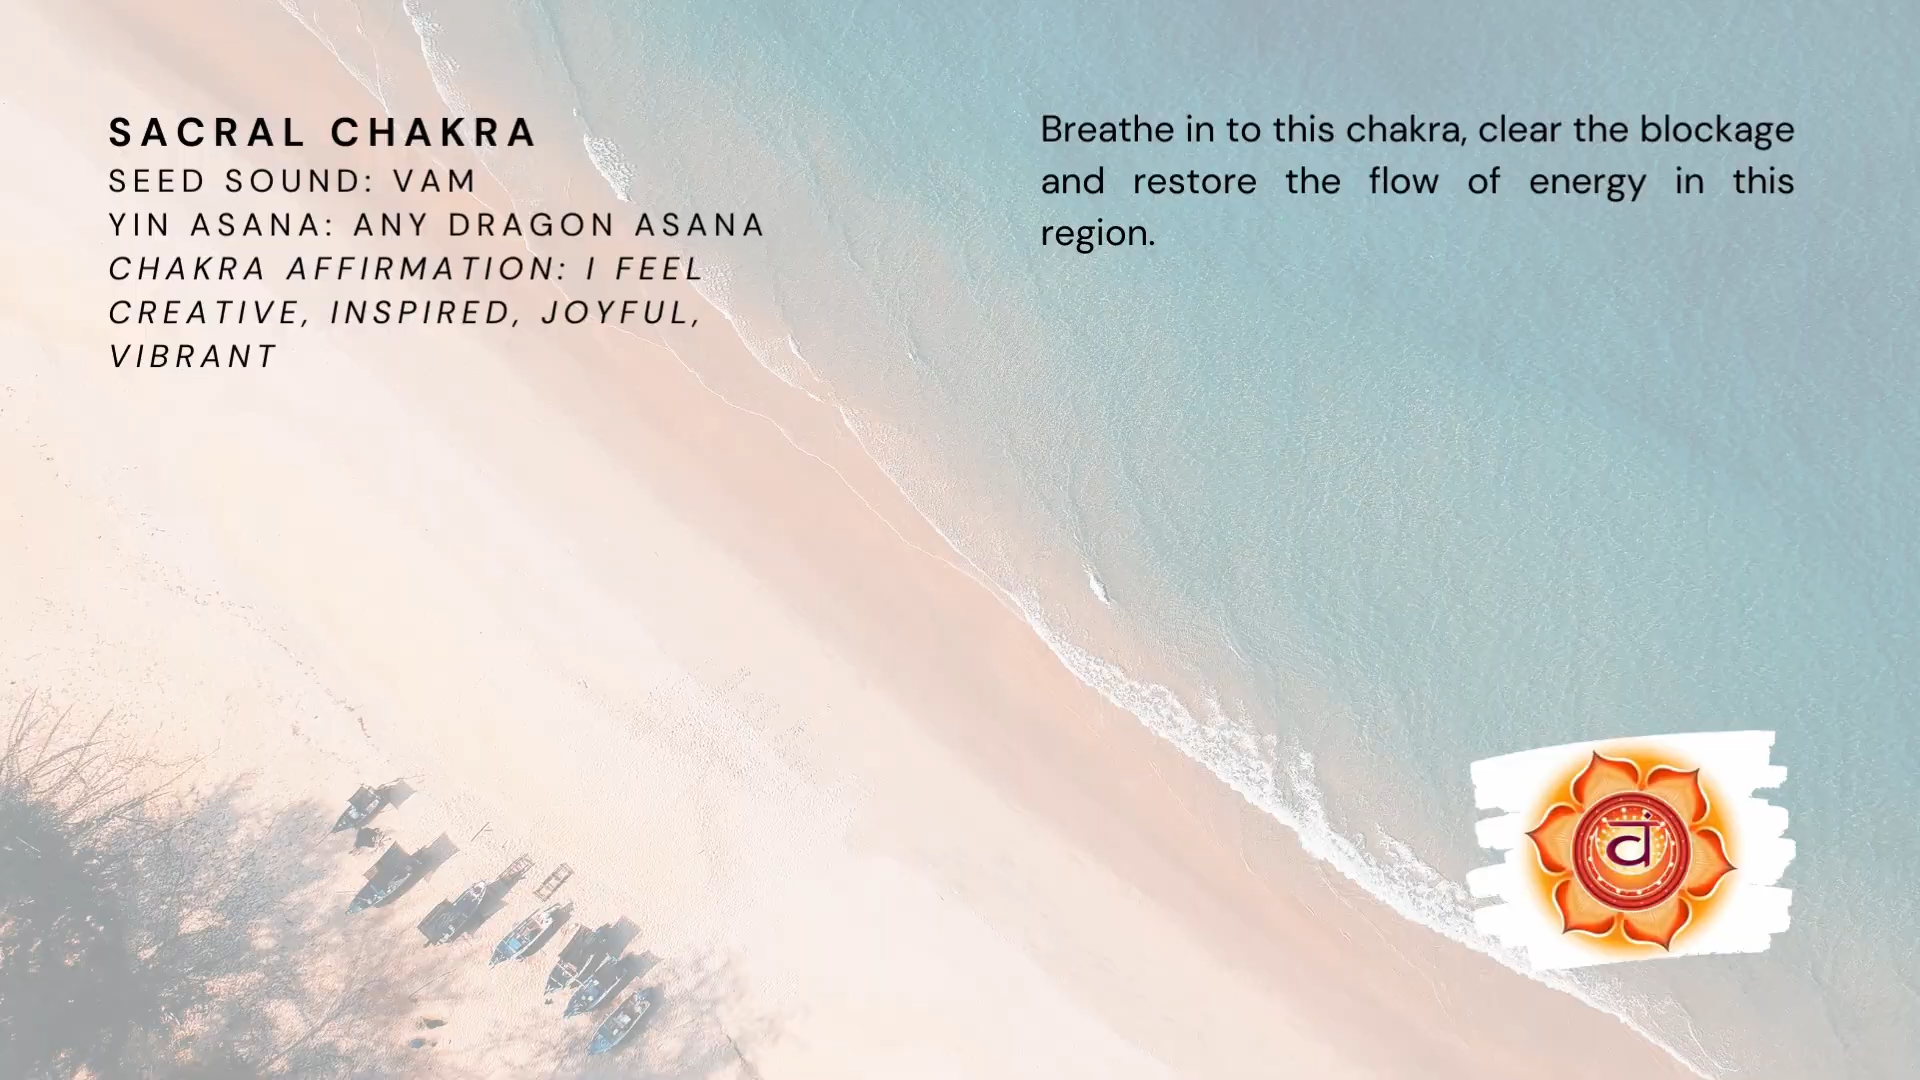 SACRAL CHAKRA
SEED SOUND: VAM
YIN ASANA: ANY DRAGON ASANA
CHAKRA AFFIRMATION: I FEEL
CREATIVE, INSPIRED, JOYFUL,
VIBRANT
Breathe in to this chakra, clear the blockage
and restore the flow of energy in this
region.
वं